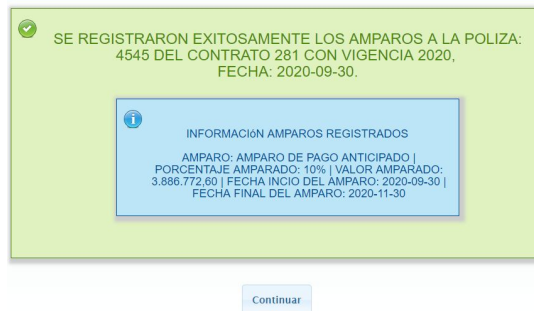 SE REGISTRARON EXITOSAMENTE LOS AMPAROS A LA POLIZA:
4545 DEL CONTRATO 281 CON VIGENCIA 2020,
FECHA: 2020-09-30.
INFORMACIóN AMPAROS REGISTRADOS
AMPARO: AMPARO DE PAGO ANTICIPADO |
PORCENTAJE AMPARADO: 10% | VALOR AMPARADO:
3.886.772,60 | FECHA INCIO DEL AMPARO: 2020-09-30 |
FECHA FINAL DEL AMPARO: 2020-11-30
Continuar